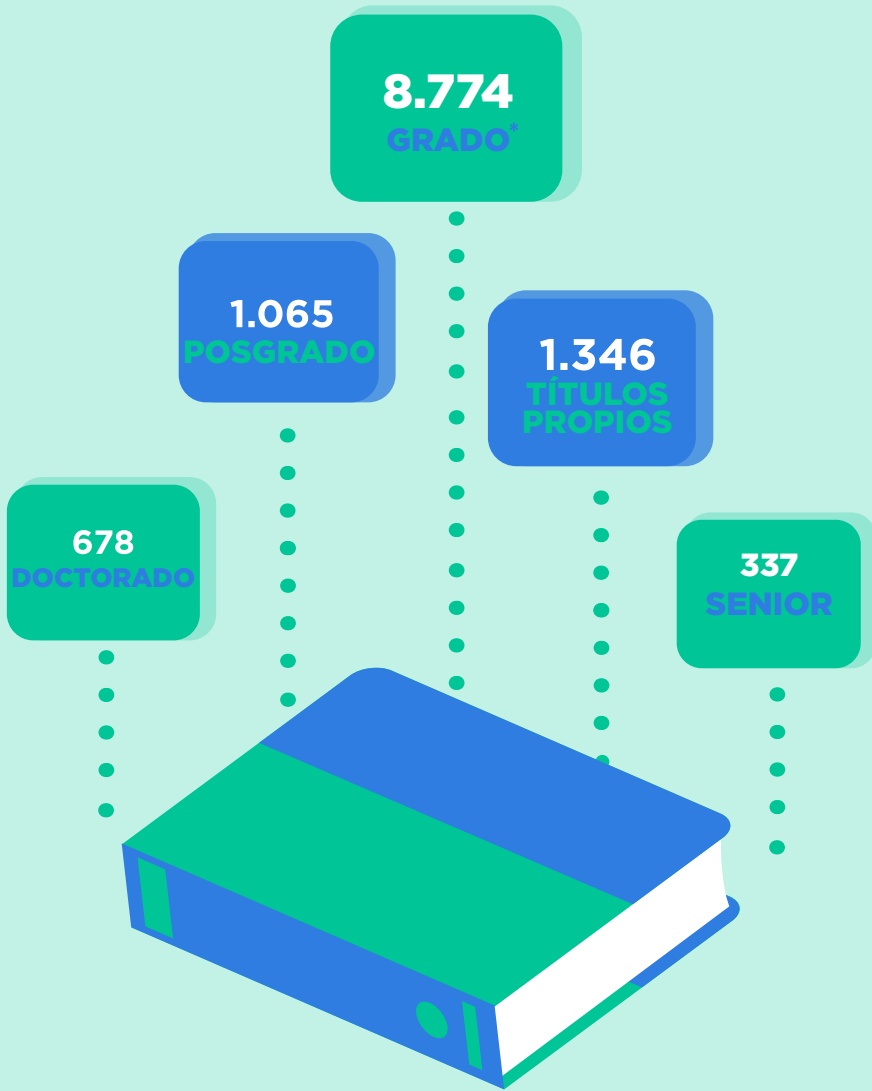 8.774
GRADO*
1.065
POSGRADO
1.346
TÍTULOS
PROPIOS
678
DOCTORADO
337
SENIOR